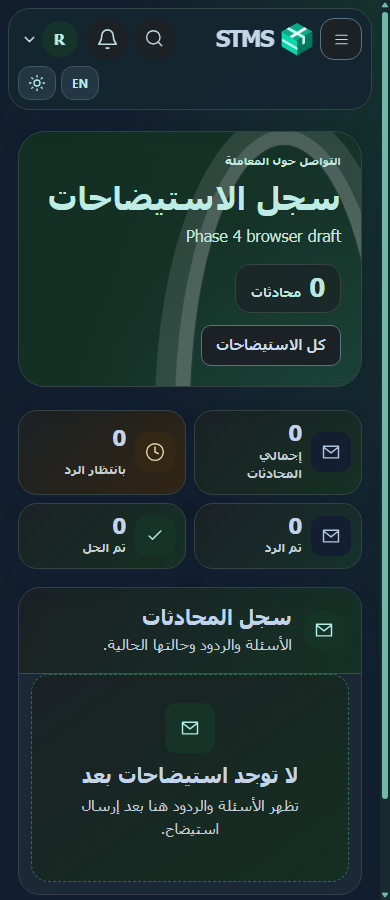 STMS
R
EN
التواصل حول المعاملة
سجل الاستيضاحات
Phase 4 browser draft
0 محادثات
كل الاستيضاحات
0
إجمالي
المحادثات
0
بانتظار الرد
0
تم الرد
0
تم الحل
سجل المحادثات
الأسئلة والردود وحالتها الحالية.
لا توجد استيضاحات بعد
تظهر الأسئلة والردود هنا بعد إرسال
استيضاح.